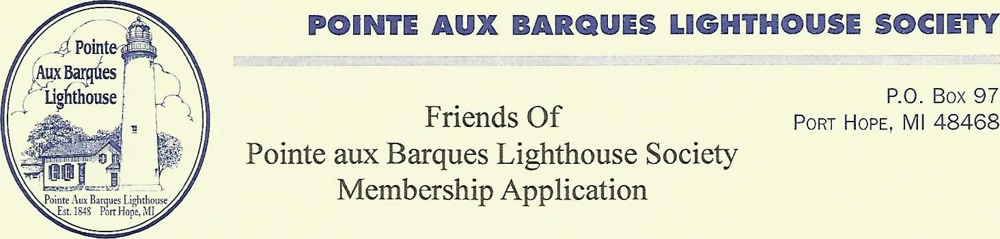 Pointe
Aux Barques
Lighthouse
Pointe Aux Barques Lighthouse
Est. 1848 Port Hope, MI
POINTE AUX BARQUES LIGHTHOUSE SOCIETY
P.O. BOX 97
PORT HOPE, MI 48468
Friends Of
Pointe aux Barques Lighthouse Society
Membership Application